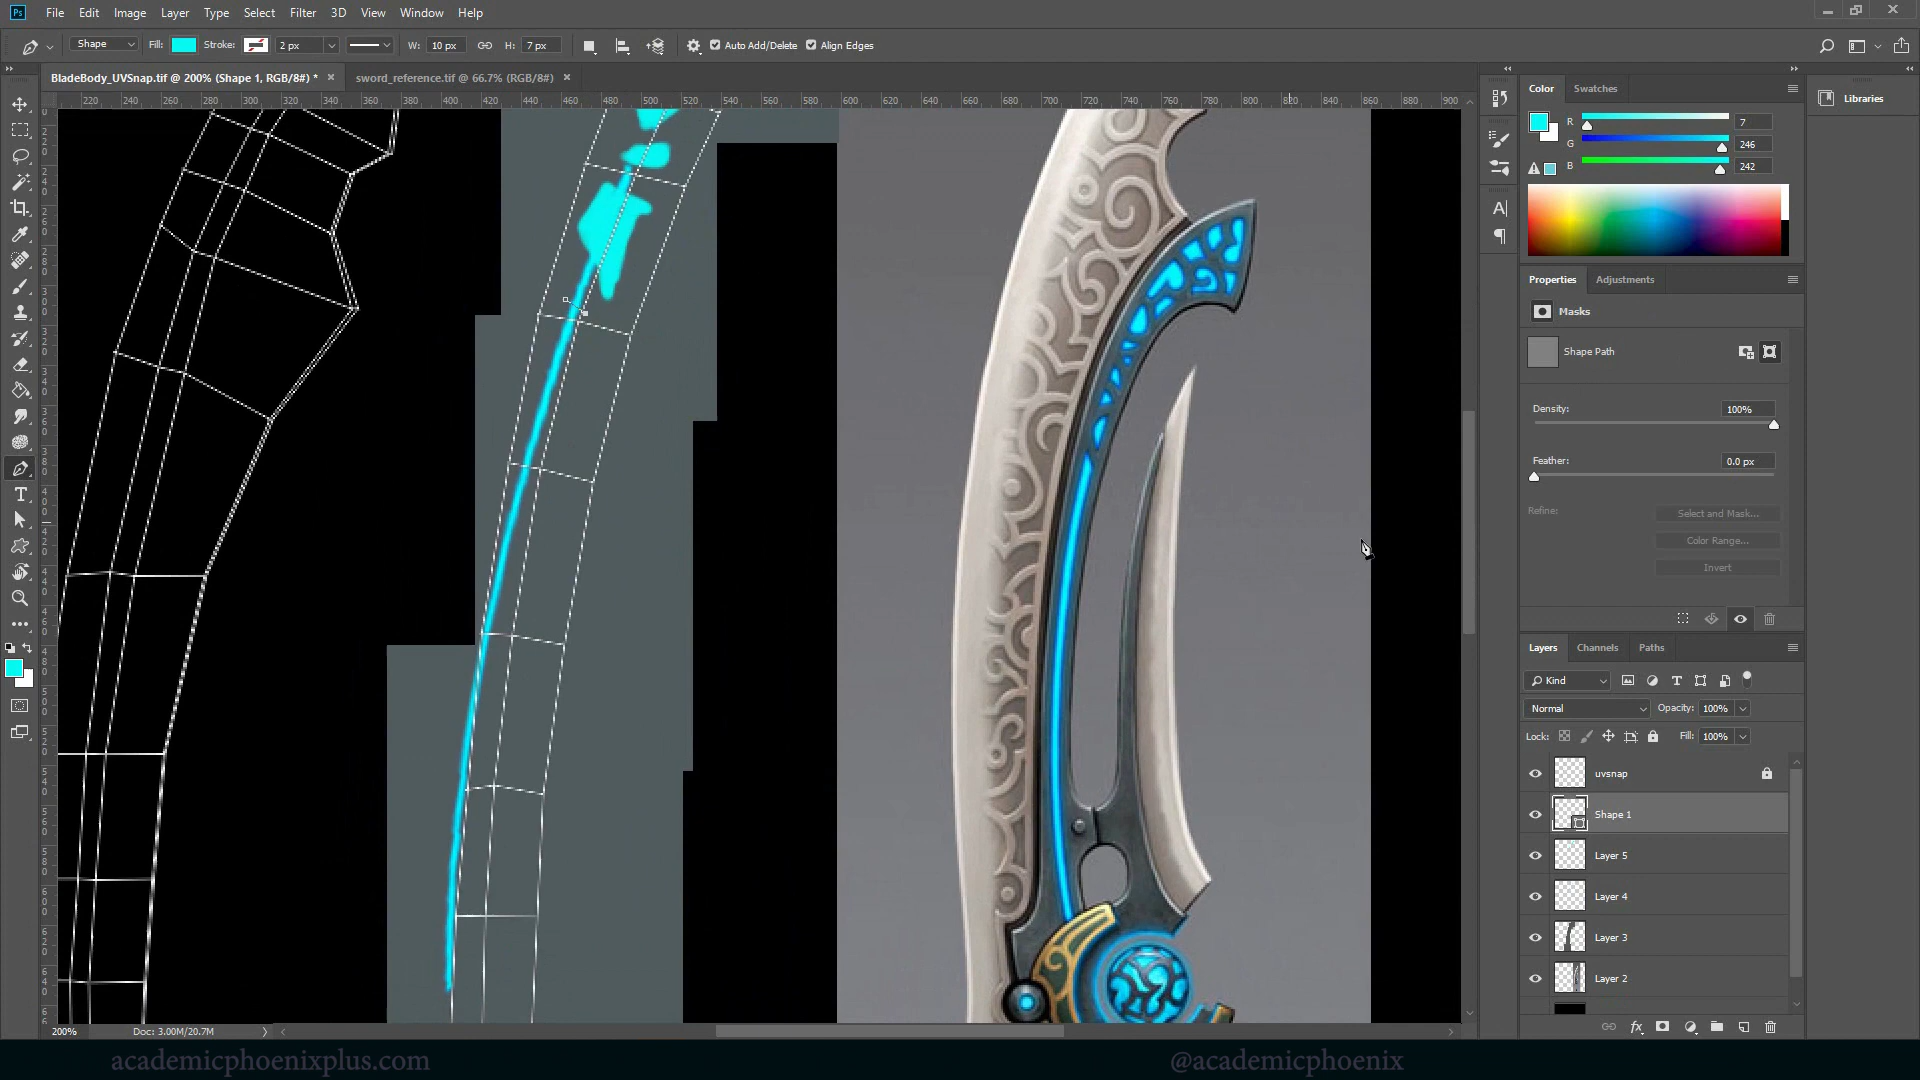 Ps File Edit Image Layer Type Select Filter 3D View Window Help
Shape Fill: Stroke: 2 px W: 10 px H: 7 px Auto Add/Delete Align Edges
BladeBody_UVSnap.tif @ 200% (Shape 1, RGB/8#) * × sword_reference.tif @ 66.7% (RGB/8#) ×
220 240 260 280 300 320 340 360 380 400 420 440 460 480 500 520 540 560 580 600 620 640 660 680 700 720 740 760 780 800 820 840 860 880 900
Color Swatches
R 7
G 246
B 242
Libraries
Properties Adjustments
Masks
Shape Path
Density: 100%
Feather: 0.0 px
Refine: Select and Mask...
Color Range...
Invert
Layers Channels Paths
Kind
Normal Opacity: 100%
Lock: Fill: 100%
uvsnap
Shape 1
Layer 5
Layer 4
Layer 3
Layer 2
fx
200% Doc: 3.00M/20.7M
academicphoenixplus.com @academicphoenix